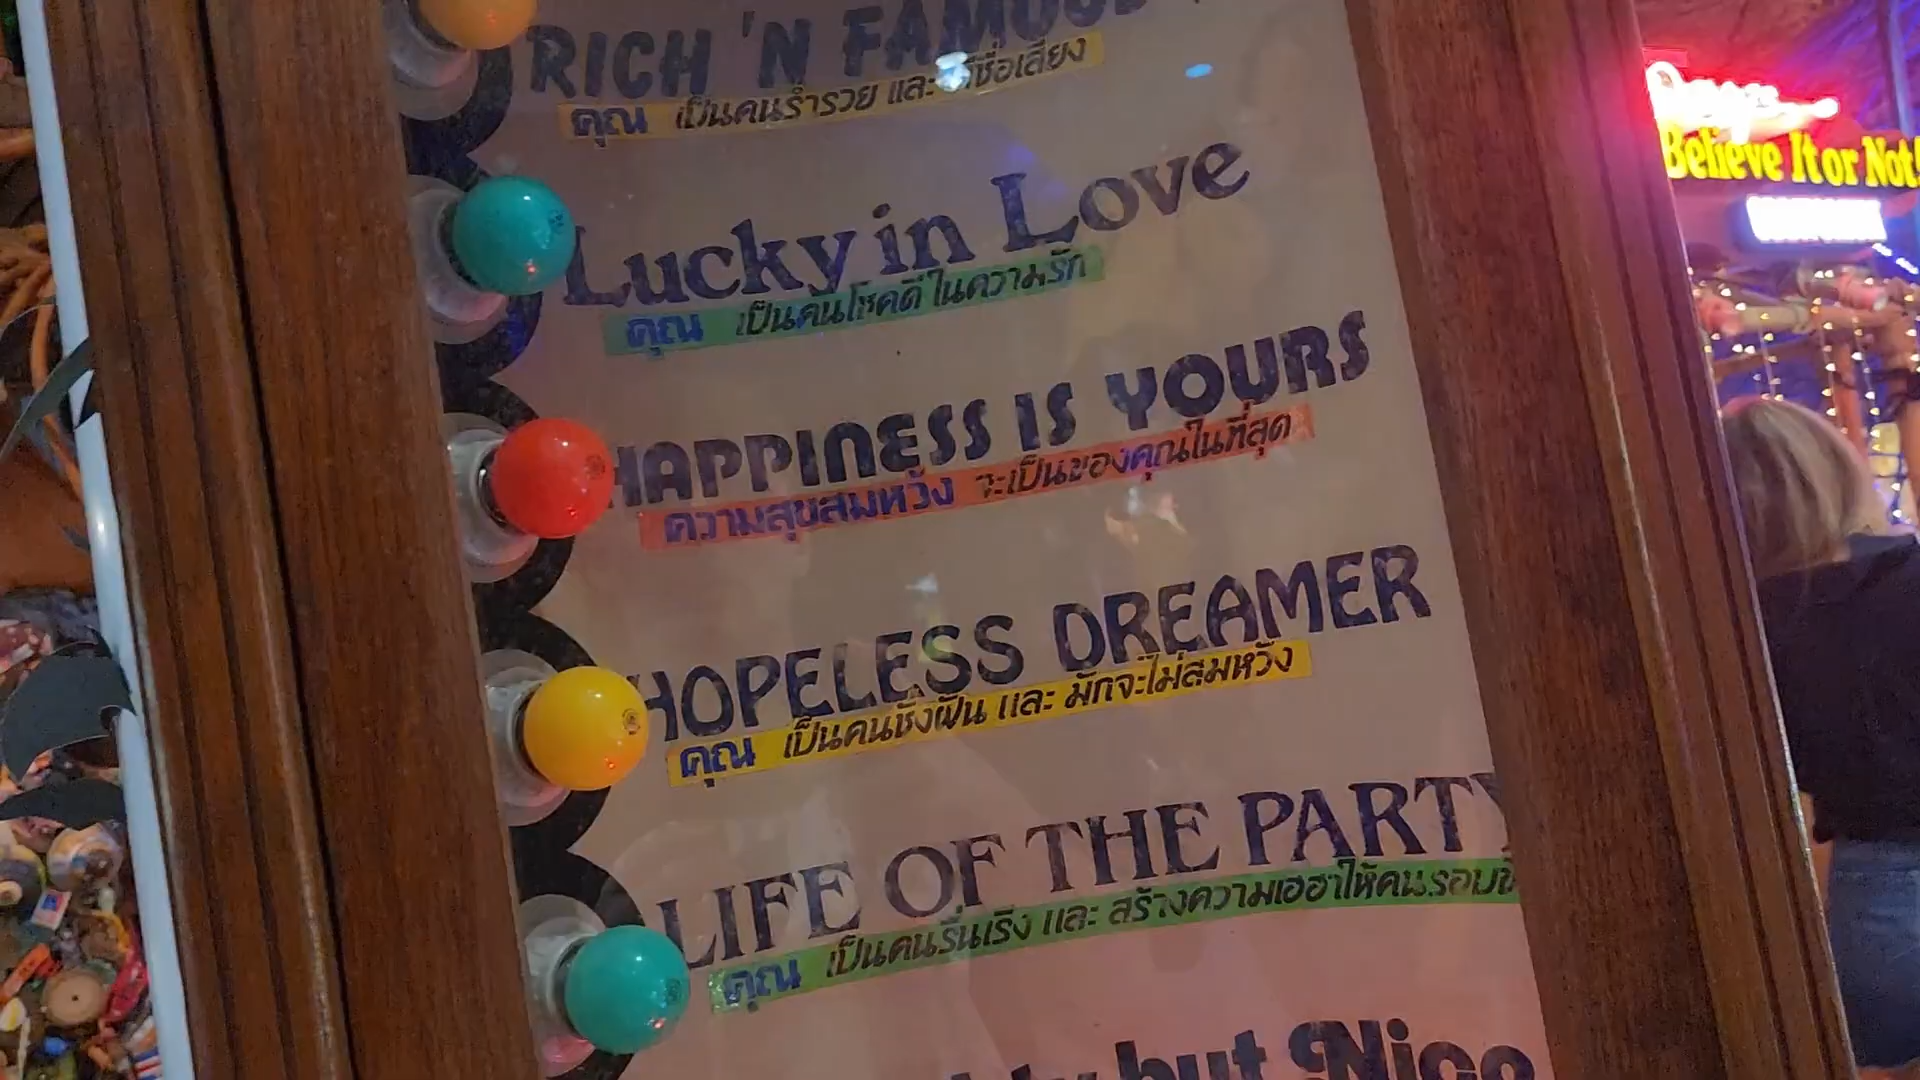 RICH 'N FAMOUS
คุณ เป็นคนร่ำรวย และ มีชื่อเสียง
Lucky in Love
คุณ เป็นคนโชคดีในความรัก
HAPPINESS IS YOURS
ความสุขสมหวัง จะเป็นของคุณในที่สุด
HOPELESS DREAMER
คุณ เป็นคนช่างฝัน และ มักจะไม่สมหวัง
LIFE OF THE PARTY
คุณ เป็นคนรื่นเริง และ สร้างความเฮฮาให้คนรอบ
but Nice
Believe It or Not!